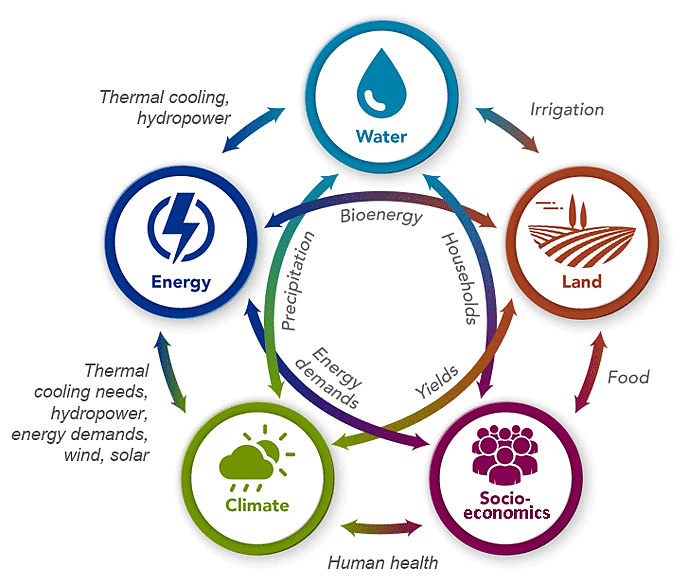 Thermal cooling,
hydropower
Water
Irrigation
Energy
Bioenergy
Land
Precipitation
Households
Thermal
cooling needs,
hydropower,
energy demands,
wind, solar
Energy
demands
Yields
Food
Climate
Socio-
economics
Human health